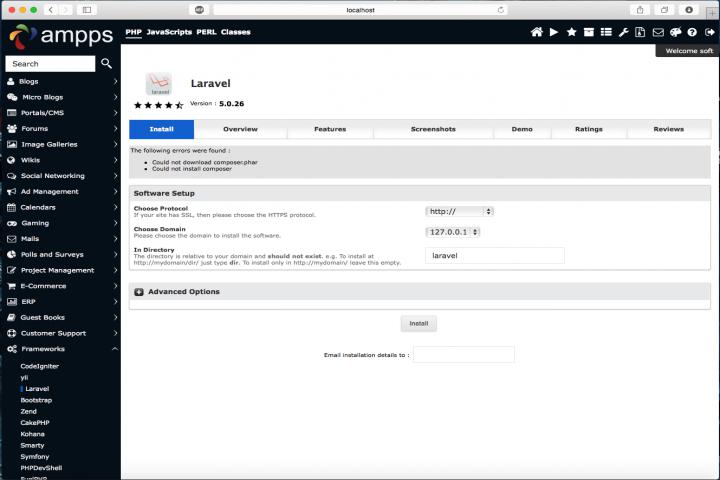 localhost
ampps
PHP JavaScripts PERL Classes
Welcome soft
Search
Blogs
Micro Blogs
Portals/CMS
Forums
Image Galleries
Wikis
Social Networking
Ad Management
Calendars
Gaming
Mails
Polls and Surveys
Project Management
E-Commerce
ERP
Guest Books
Customer Support
Frameworks
CodeIgniter
yii
Laravel
Bootstrap
Zend
CakePHP
Kohana
Smarty
Symfony
PHPDevShell
FuelPHP
laravel
Laravel
Version : 5.0.26
Install Overview Features Screenshots Demo Ratings Reviews
The following errors were found :
Could not download composer.phar
Could not install composer
Software Setup
Choose Protocol
If your site has SSL, then please choose the HTTPS protocol.
http://
Choose Domain
Please choose the domain to install the software.
127.0.0.1
In Directory
The directory is relative to your domain and should not exist. e.g. To install at
http://mydomain/dir/ just type dir. To install only in http://mydomain/ leave this empty.
laravel
Advanced Options
Install
Email installation details to :